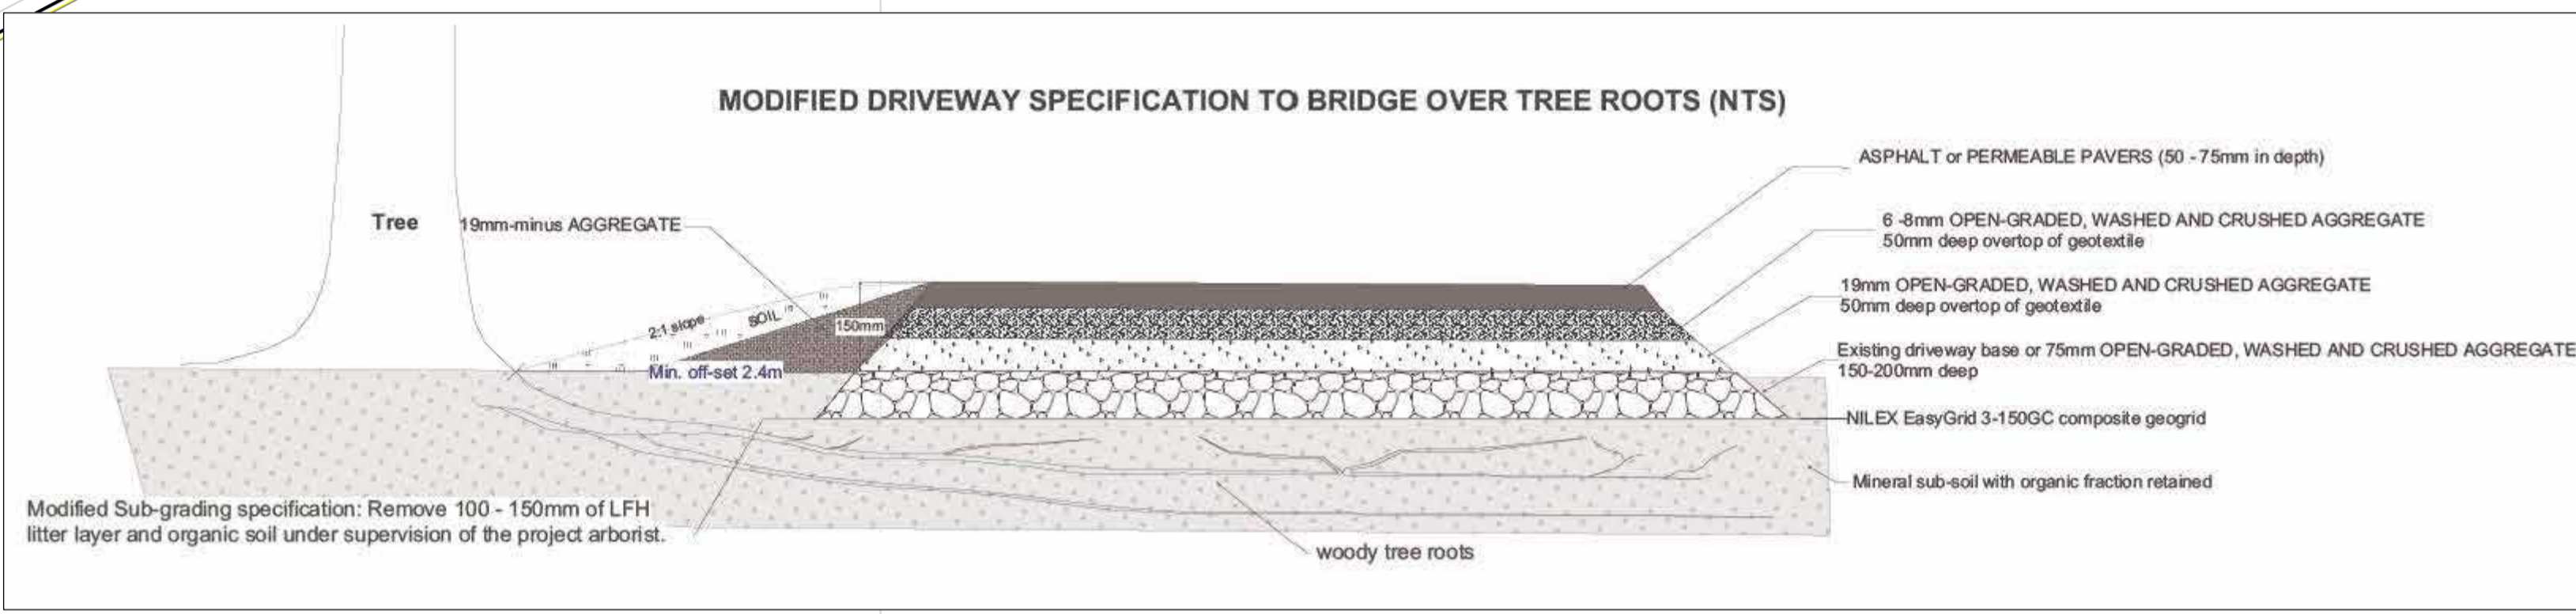 MODIFIED DRIVEWAY SPECIFICATION TO BRIDGE OVER TREE ROOTS (NTS)
ASPHALT or PERMEABLE PAVERS (50 - 75mm in depth)
Tree
19mm-minus AGGREGATE
6 -8mm OPEN-GRADED, WASHED AND CRUSHED AGGREGATE
50mm deep overtop of geotextile
19mm OPEN-GRADED, WASHED AND CRUSHED AGGREGATE
50mm deep overtop of geotextile
2:1 slope
SOIL
150mm
Min. off-set 2.4m
Existing driveway base or 75mm OPEN-GRADED, WASHED AND CRUSHED AGGREGATE
150-200mm deep
NILEX EasyGrid 3-150GC composite geogrid
Mineral sub-soil with organic fraction retained
Modified Sub-grading specification: Remove 100 - 150mm of LFH
litter layer and organic soil under supervision of the project arborist.
woody tree roots